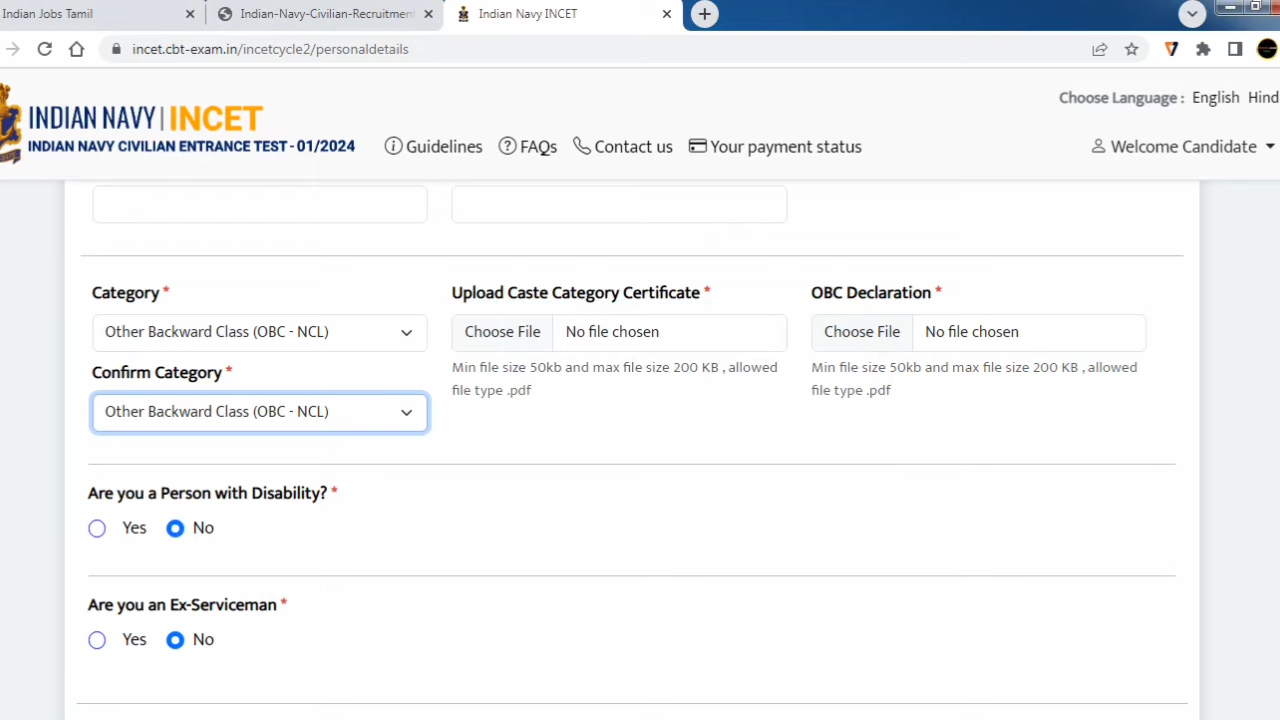 Indian Jobs Tamil
Indian-Navy-Civilian-Recruitment
Indian Navy INCET
incet.cbt-exam.in/incetcycle2/personaldetails
INDIAN NAVY | INCET
INDIAN NAVY CIVILIAN ENTRANCE TEST - 01/2024
Guidelines
FAQs
Contact us
Your payment status
Choose Language : English Hind
Welcome Candidate
Category *
Other Backward Class (OBC - NCL)
Confirm Category *
Other Backward Class (OBC - NCL)
Upload Caste Category Certificate *
Choose File No file chosen
Min file size 50kb and max file size 200 KB , allowed
file type .pdf
OBC Declaration *
Choose File No file chosen
Min file size 50kb and max file size 200 KB , allowed
file type .pdf
Are you a Person with Disability? *
Yes No
Are you an Ex-Serviceman *
Yes No